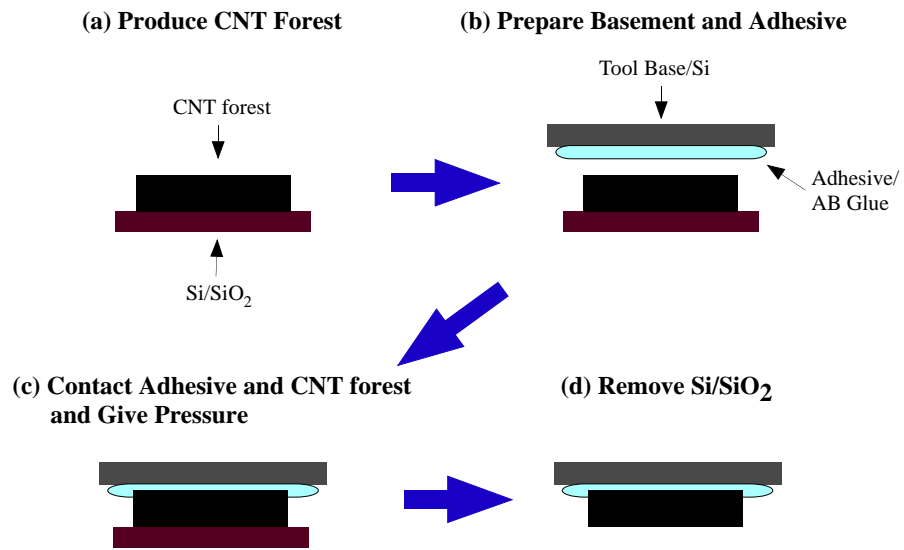 (a) Produce CNT Forest
CNT forest
Si/SiO2
(b) Prepare Basement and Adhesive
Tool Base/Si
Adhesive/
AB Glue
(c) Contact Adhesive and CNT forest
and Give Pressure
(d) Remove Si/SiO2